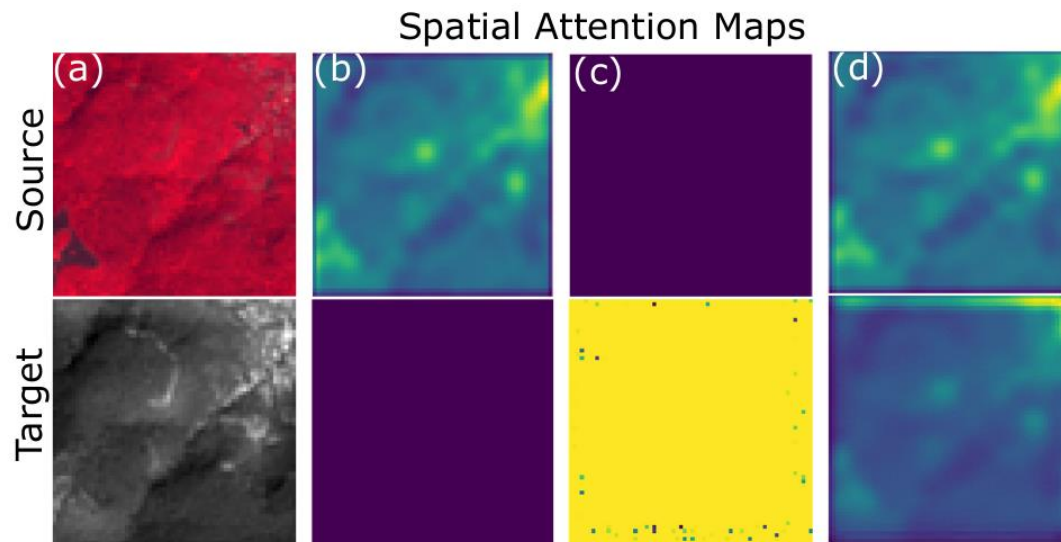 Spatial Attention Maps
(a)
(b)
(c)
(d)
Source
Target